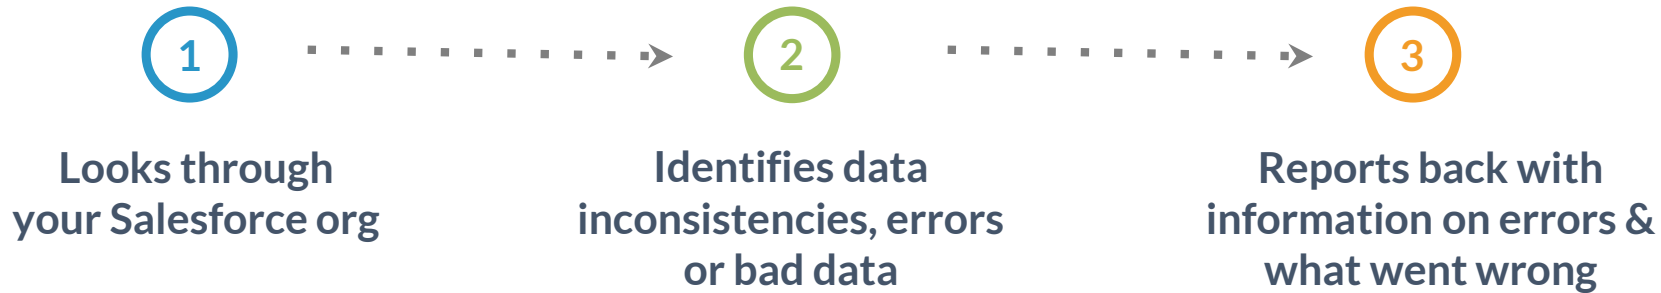 1
Looks through
your Salesforce org
2
Identifies data
inconsistencies, errors
or bad data
3
Reports back with
information on errors &
what went wrong